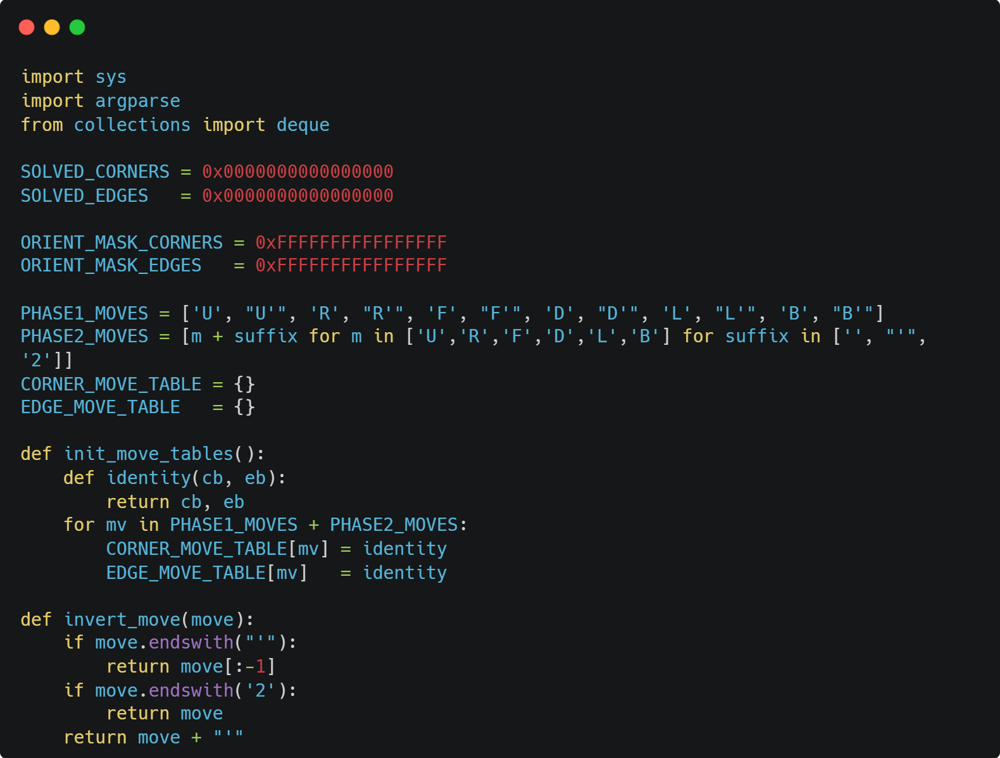 import sys
import argparse
from collections import deque

SOLVED_CORNERS = 0x0000000000000000
SOLVED_EDGES   = 0x0000000000000000

ORIENT_MASK_CORNERS = 0xFFFFFFFFFFFFFFFF
ORIENT_MASK_EDGES   = 0xFFFFFFFFFFFFFFFF

PHASE1_MOVES = ['U', "U'", 'R', "R'", 'F', "F'", 'D', "D'", 'L', "L'", 'B', "B'"]
PHASE2_MOVES = [m + suffix for m in ['U','R','F','D','L','B'] for suffix in ['', "'",
'2']]
CORNER_MOVE_TABLE = {}
EDGE_MOVE_TABLE   = {}

def init_move_tables():
    def identity(cb, eb):
        return cb, eb
    for mv in PHASE1_MOVES + PHASE2_MOVES:
        CORNER_MOVE_TABLE[mv] = identity
        EDGE_MOVE_TABLE[mv]   = identity

def invert_move(move):
    if move.endswith("'"):
        return move[:-1]
    if move.endswith('2'):
        return move
    return move + "'"